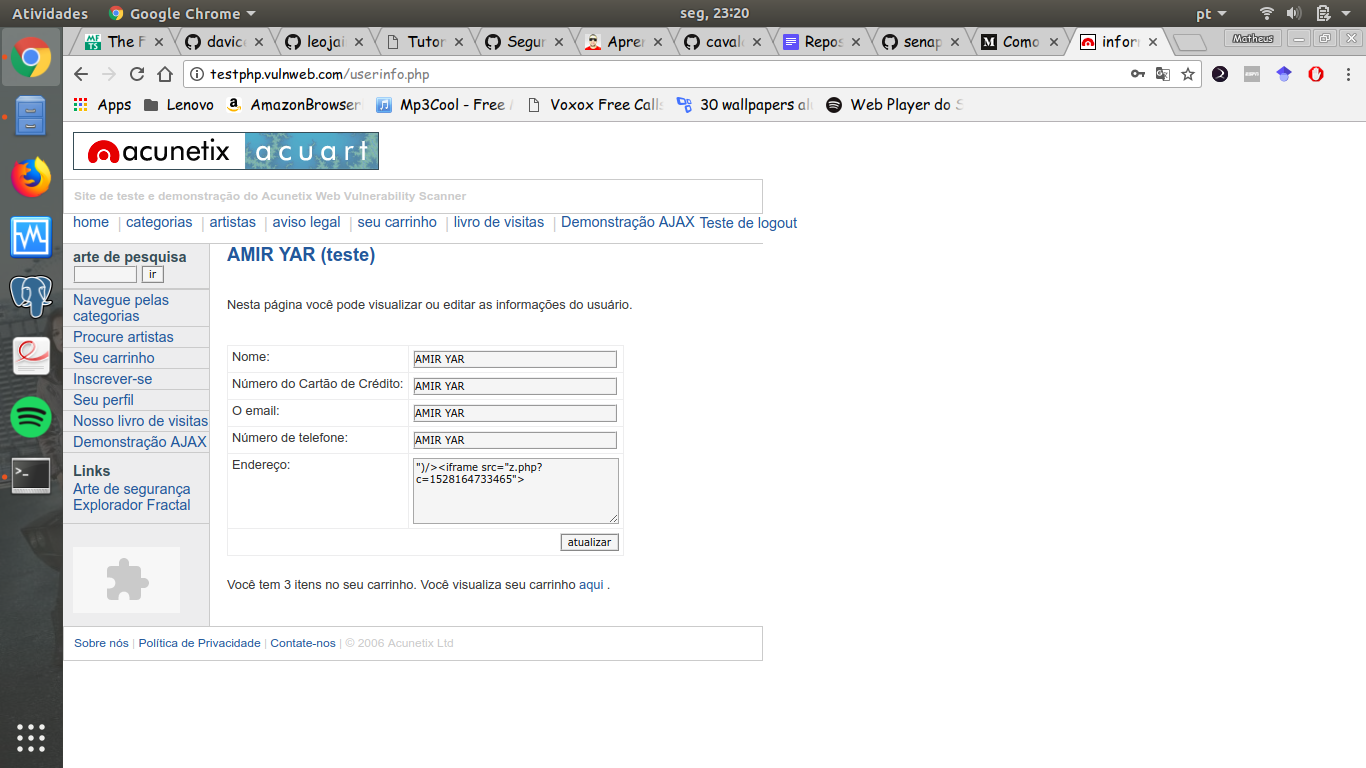 Atividades Google Chrome seg, 23:20 pt
The F davic leojai Tutor Segur Apren caval Repos senap Como infor Matheus
testphp.vulnweb.com/userinfo.php
Apps Lenovo AmazonBrowser Mp3Cool - Free Voxox Free Calls 30 wallpapers Web Player do S
acunetix acuart
Site de teste e demonstração do Acunetix Web Vulnerability Scanner
home | categorias | artistas | aviso legal | seu carrinho | livro de visitas | Demonstração AJAX Teste de logout
arte de pesquisa
ir
Navegue pelas
categorias
Procure artistas
Seu carrinho
Inscrever-se
Seu perfil
Nosso livro de visitas
Demonstração AJAX
Links
Arte de segurança
Explorador Fractal
AMIR YAR (teste)
Nesta página você pode visualizar ou editar as informações do usuário.
Nome: AMIR YAR
Número do Cartão de Crédito: AMIR YAR
O email: AMIR YAR
Número de telefone: AMIR YAR
Endereço: ")/><iframe src="z.php?
c=1528164733465">
atualizar
Você tem 3 itens no seu carrinho. Você visualiza seu carrinho aqui .
Sobre nós | Política de Privacidade | Contate-nos | © 2006 Acunetix Ltd